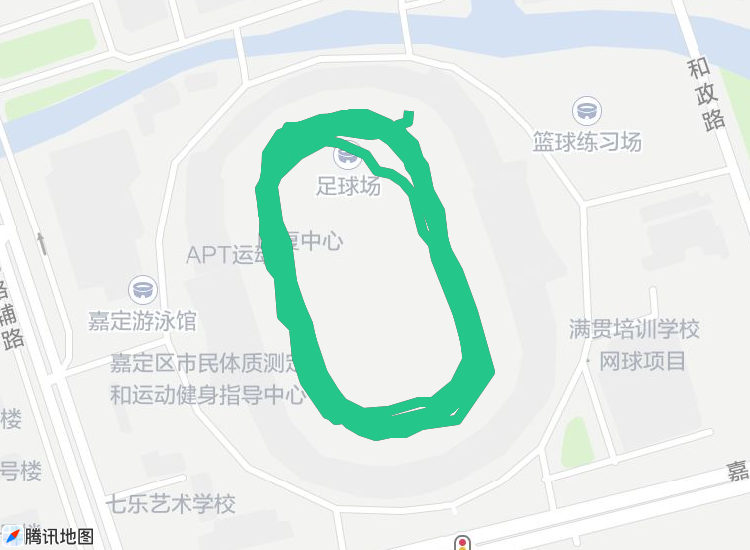 和政路
篮球练习场
足球场
APT运动
复中心
嘉定游泳馆
满贯培训学校
· 网球项目
嘉定区市民体质测定
和运动健身指导中心
路辅路
楼
号楼
嘉
七乐艺术学校
楼
腾讯地图